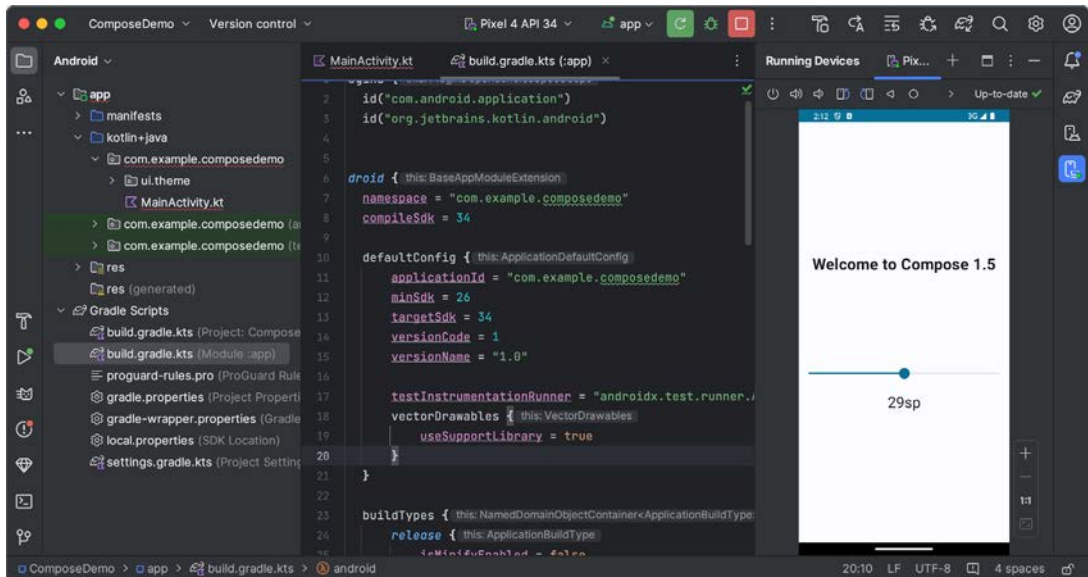 ComposeDemo
Version control
Pixel 4 API 34
app
Android
MainActivity.kt
build.gradle.kts (:app)
Running Devices
Pix...
app
manifests
kotlin+java
com.example.composedemo
ui.theme
MainActivity.kt
com.example.composedemo
com.example.composedemo
res
res (generated)
Gradle Scripts
build.gradle.kts (Project: Compose
build.gradle.kts (Module :app)
proguard-rules.pro (ProGuard Rule
gradle.properties (Project Properti
gradle-wrapper.properties (Gradle
local.properties (SDK Location)
settings.gradle.kts (Project Setting
2 id("com.android.application")
3 id("org.jetbrains.kotlin.android")
4
5
6 droid { this: BaseAppModuleExtension
7 namespace = "com.example.composedemo"
8 compileSdk = 34
9
10 defaultConfig { this: ApplicationDefaultConfig
11 applicationId = "com.example.composedemo"
12 minSdk = 26
13 targetSdk = 34
14 versionCode = 1
15 versionName = "1.0"
16
17 testInstrumentationRunner = "androidx.test.runner.
18 vectorDrawables { this: VectorDrawables
19 useSupportLibrary = true
20 }
21 }
22
23 buildTypes { this: NamedDomainObjectContainer<ApplicationBuildType
24 release { this: ApplicationBuildType
25 isMinifyEnabled = false
Up-to-date
2:12
3G
Welcome to Compose 1.5
29sp
1:1
ComposeDemo > app > build.gradle.kts > android
20:10 LF UTF-8 4 spaces